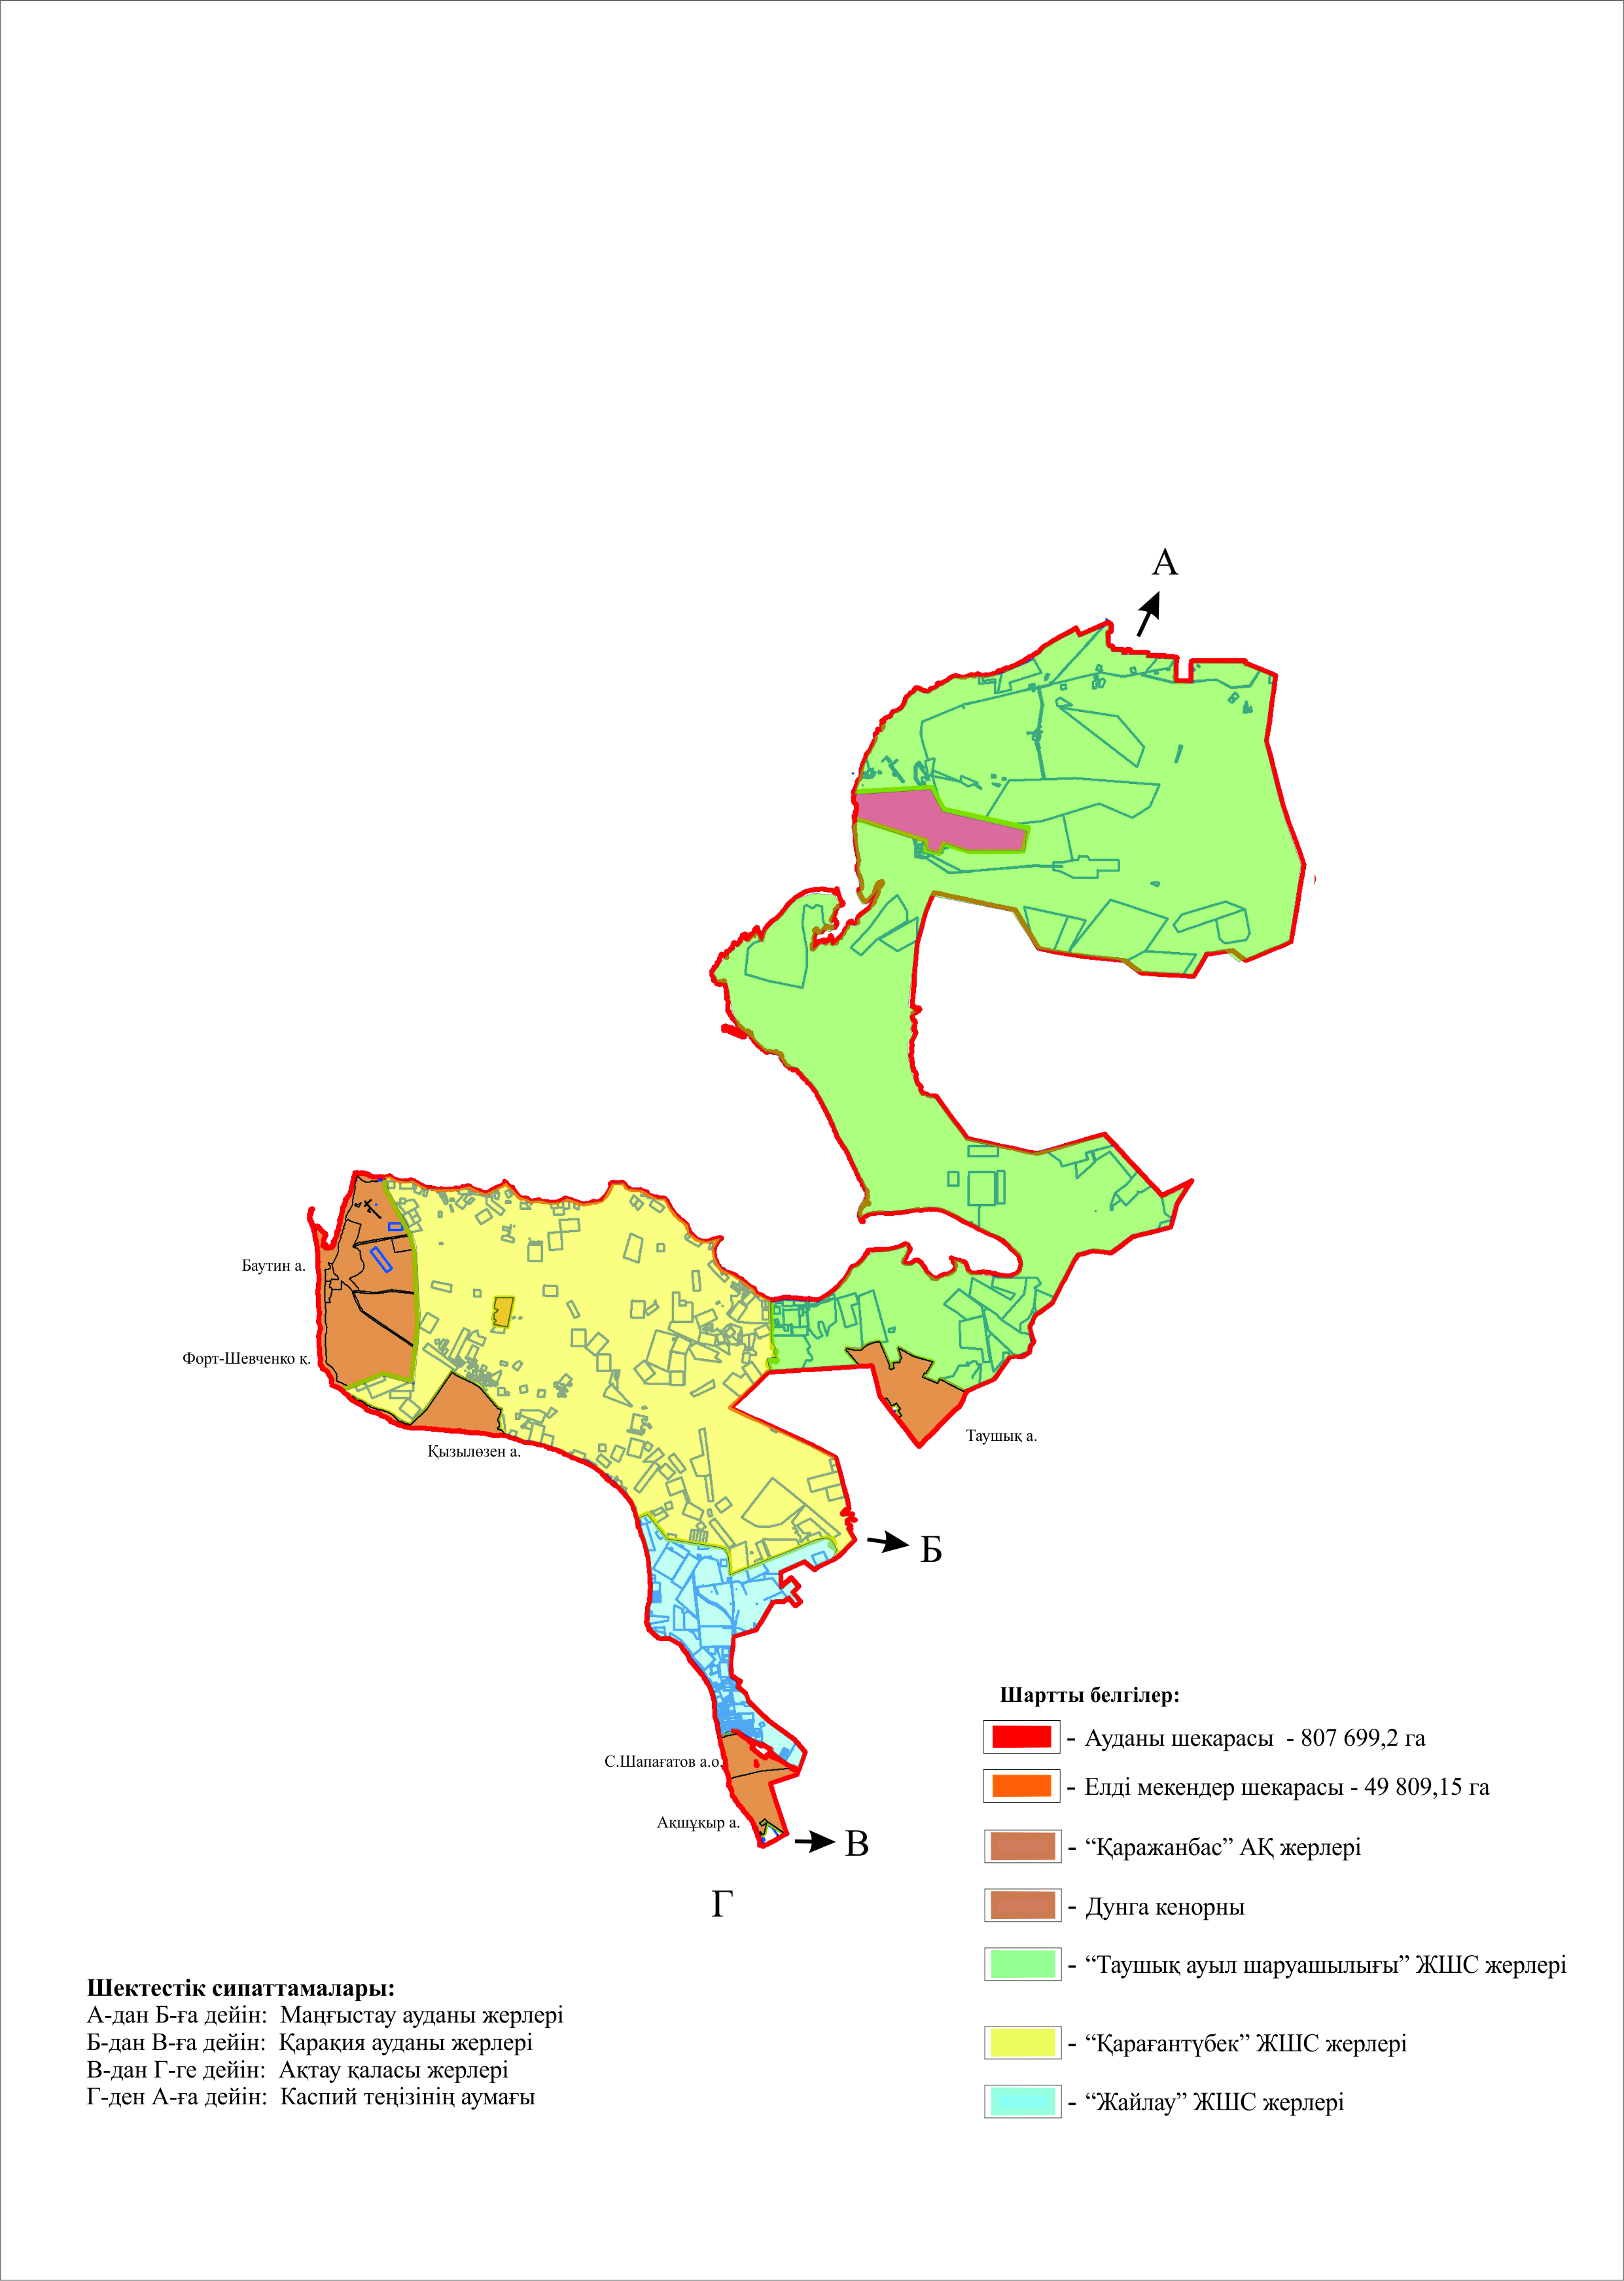 А
Баутин а.
Форт-Шевченко қ.
Қызылөзен а.
Таушық а.
Б
С.Шапағатов а.о.
Ақшұқыр а.
В
Г
Шартты белгілер:
- Ауданы шекарасы - 807 699,2 га
- Елді мекендер шекарасы - 49 809,15 га
- “Қаражанбас” АҚ жерлері
- Дунга кенорны
- “Таушық ауыл шаруашылығы” ЖШС жерлері
- “Қарағантүбек” ЖШС жерлері
- “Жайлау” ЖШС жерлері
Шектестік сипаттамалары:
А-дан Б-ға дейін: Маңғыстау ауданы жерлері
Б-дан В-ға дейін: Қарақия ауданы жерлері
В-дан Г-ге дейін: Ақтау қаласы жерлері
Г-ден А-ға дейін: Каспий теңізінің аумағы